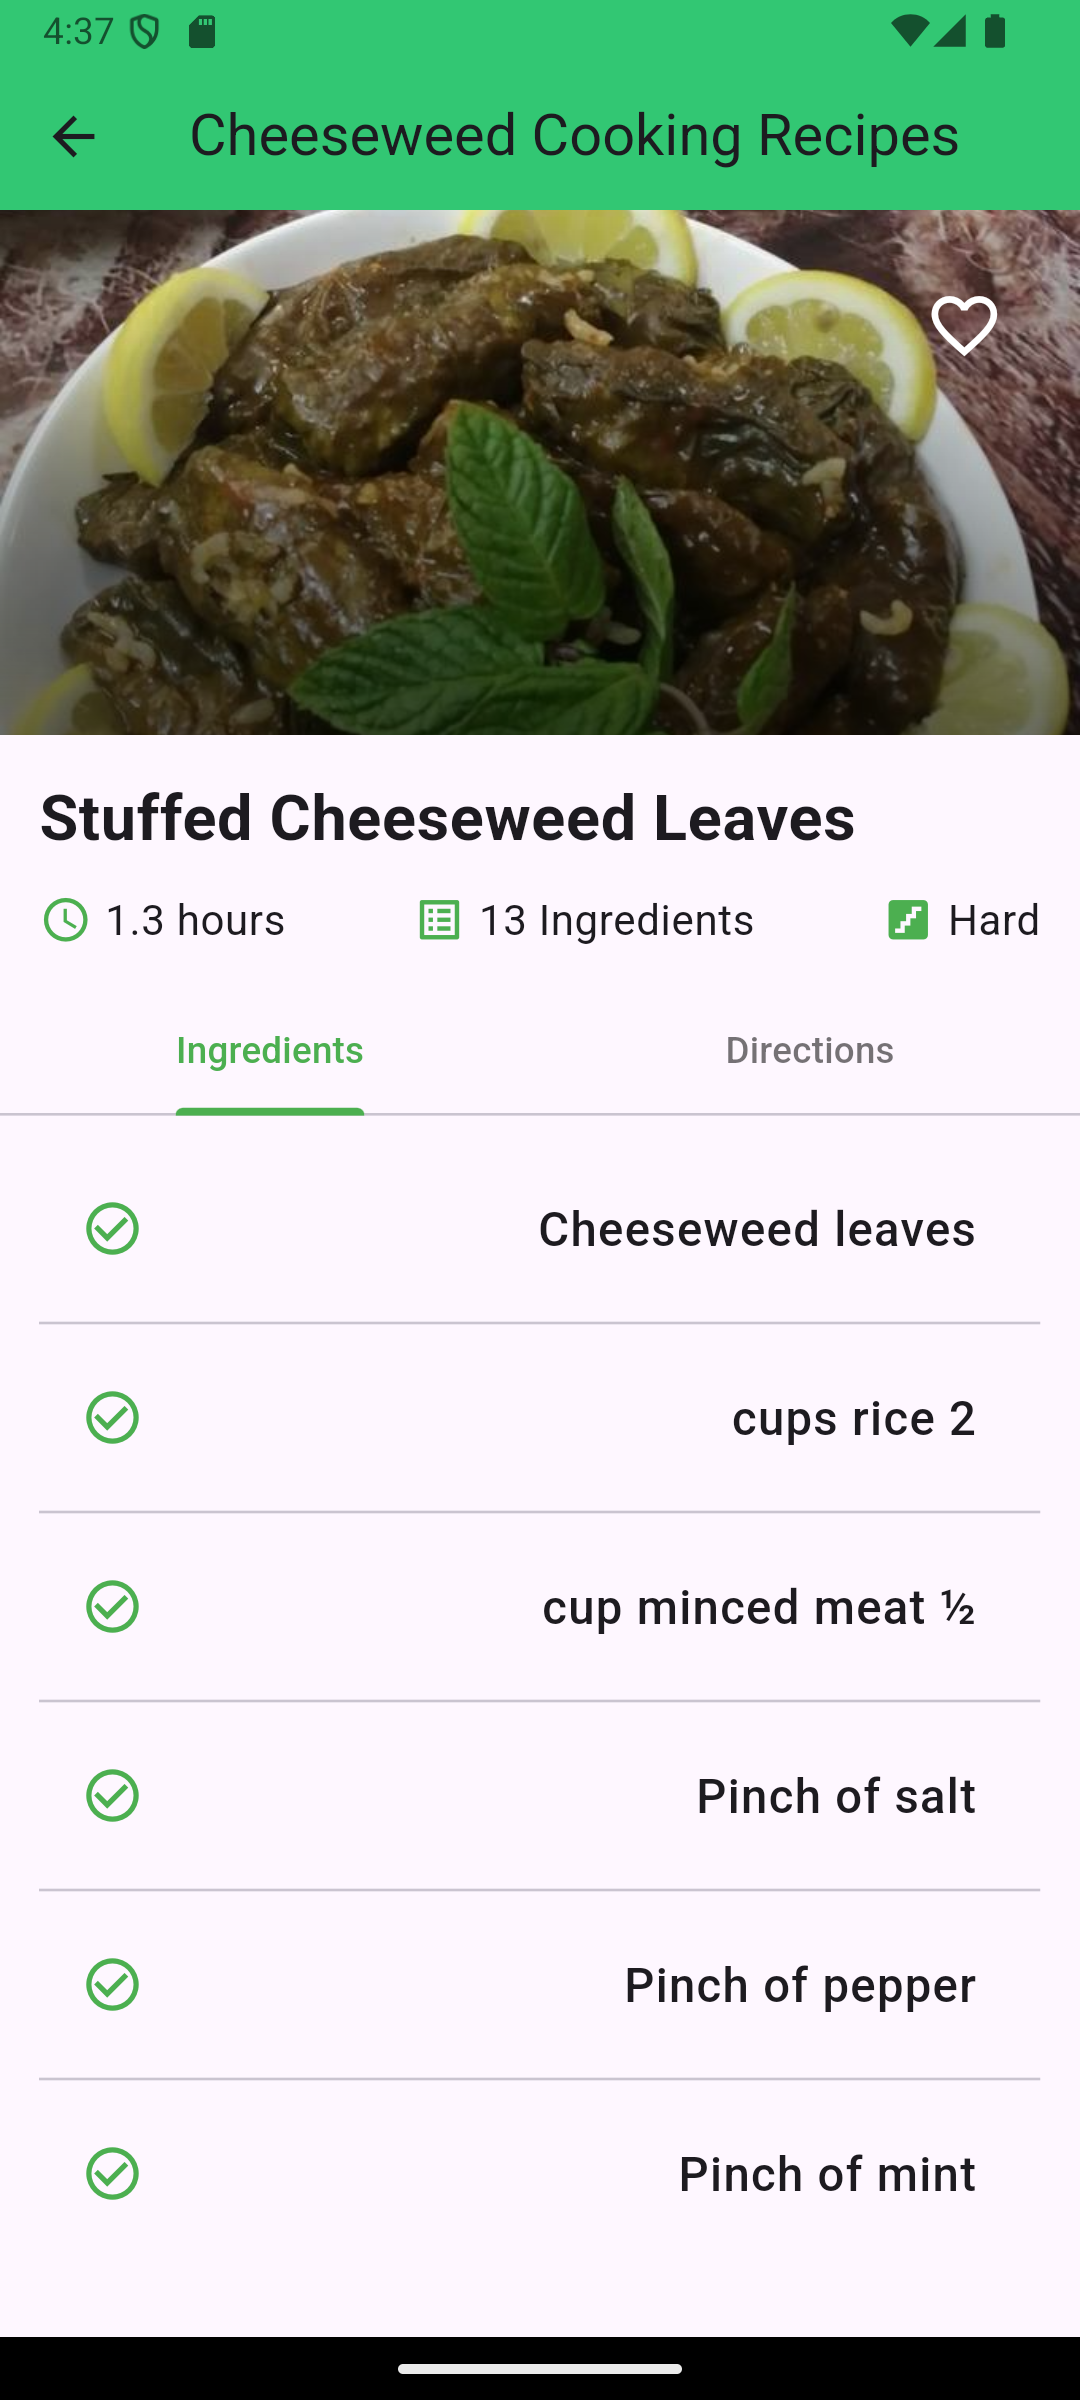 4:37
Cheeseweed Cooking Recipes
Stuffed Cheeseweed Leaves
1.3 hours
13 Ingredients
Hard
Ingredients
Directions
Cheeseweed leaves
cups rice 2
cup minced meat ½
Pinch of salt
Pinch of pepper
Pinch of mint